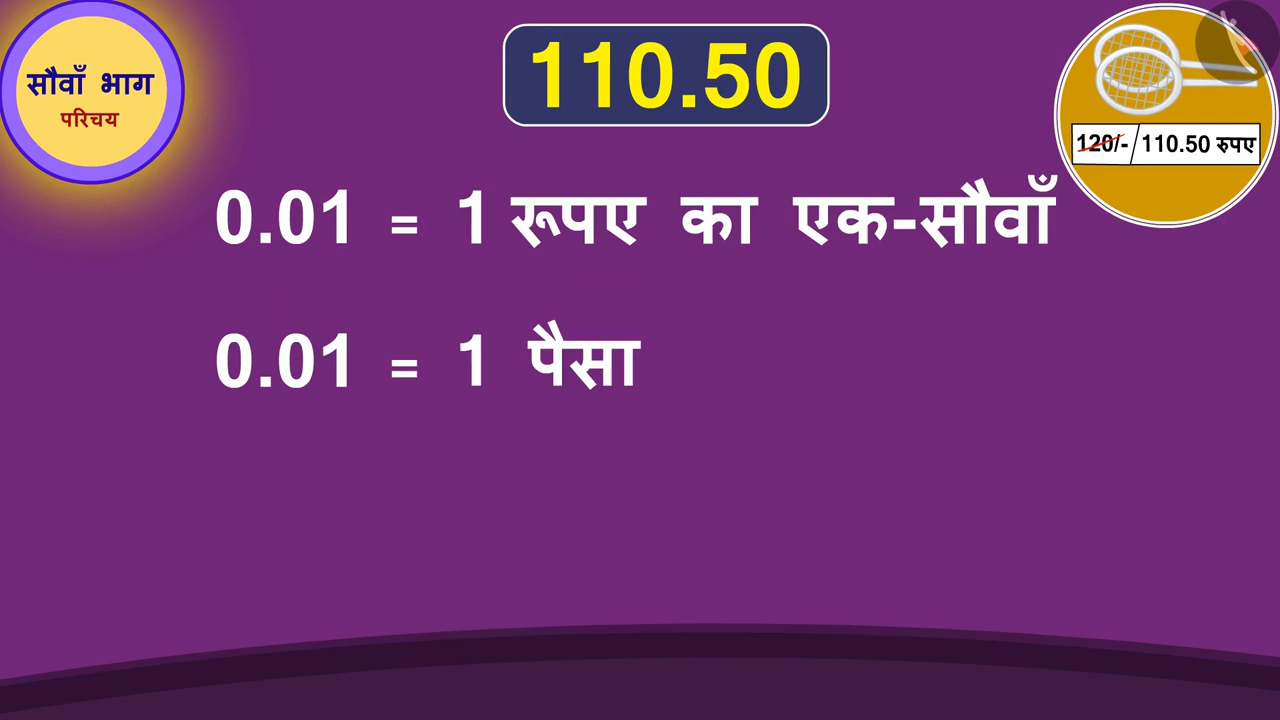 सौवाँ भाग
परिचय
110.50
120/- / 110.50 रुपए
0.01 = 1 रूपए का एक-सौवाँ
0.01 = 1 पैसा